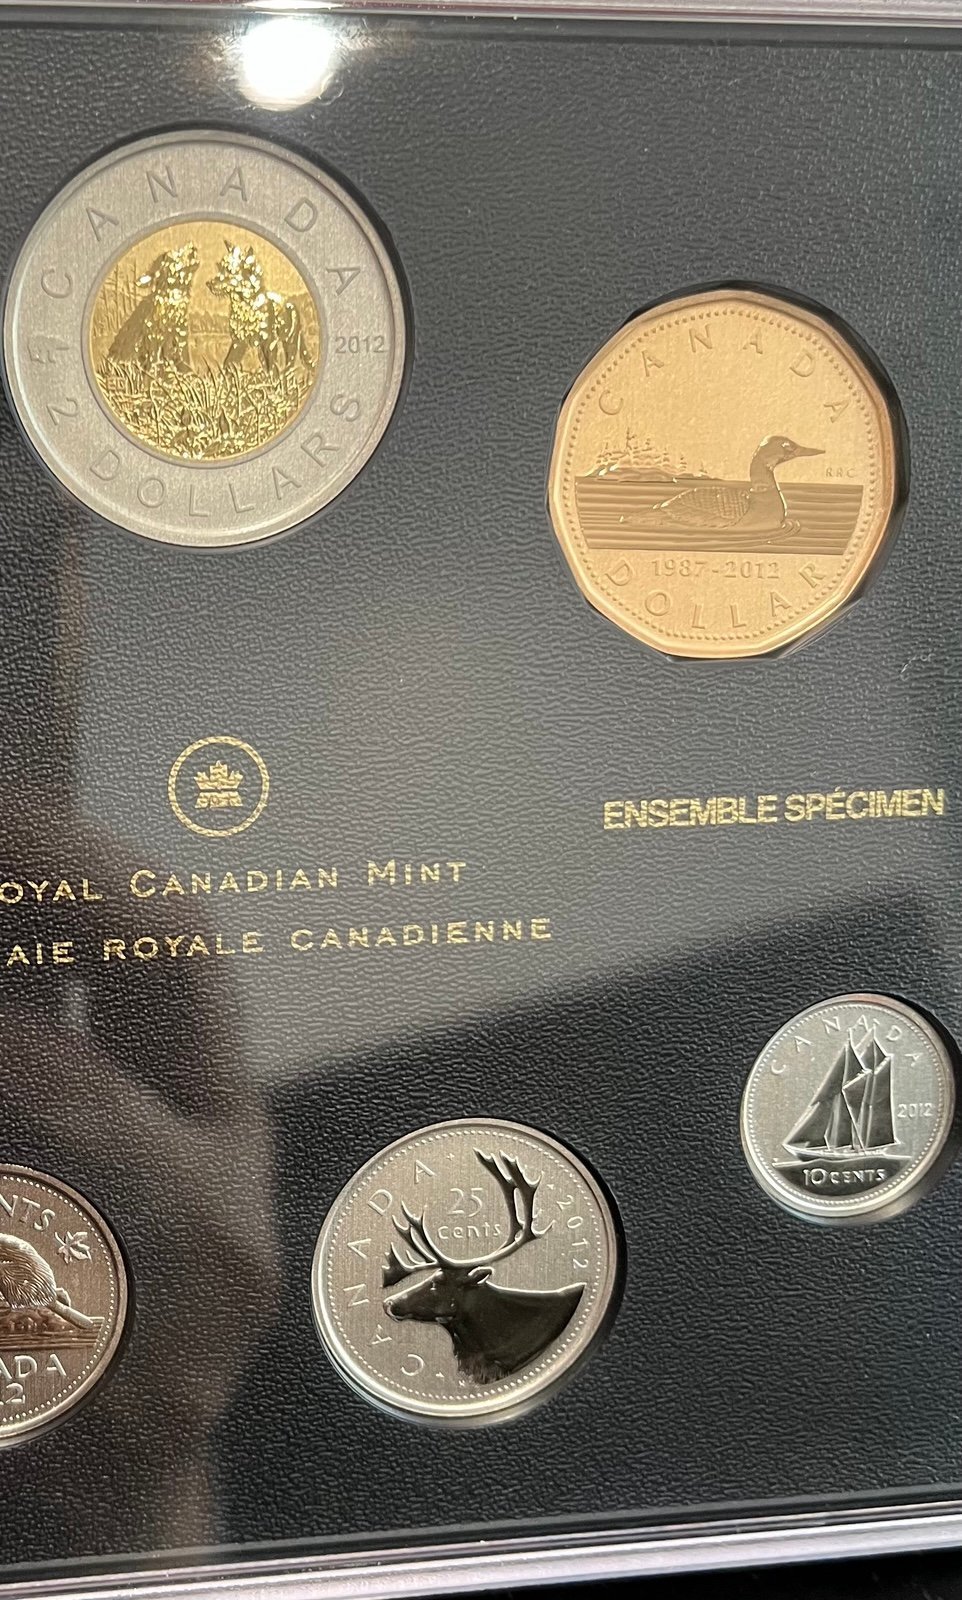 CANADA
2012
2 DOLLARS
CANADA
RRC
1987-2012
DOLLAR
ENSEMBLE SPÉCIMEN
OYAL CANADIAN MINT
AIE ROYALE CANADIENNE
CANADA
2012
10 CENTS
CANADA
25
cents
2012
NTS
ADA
2